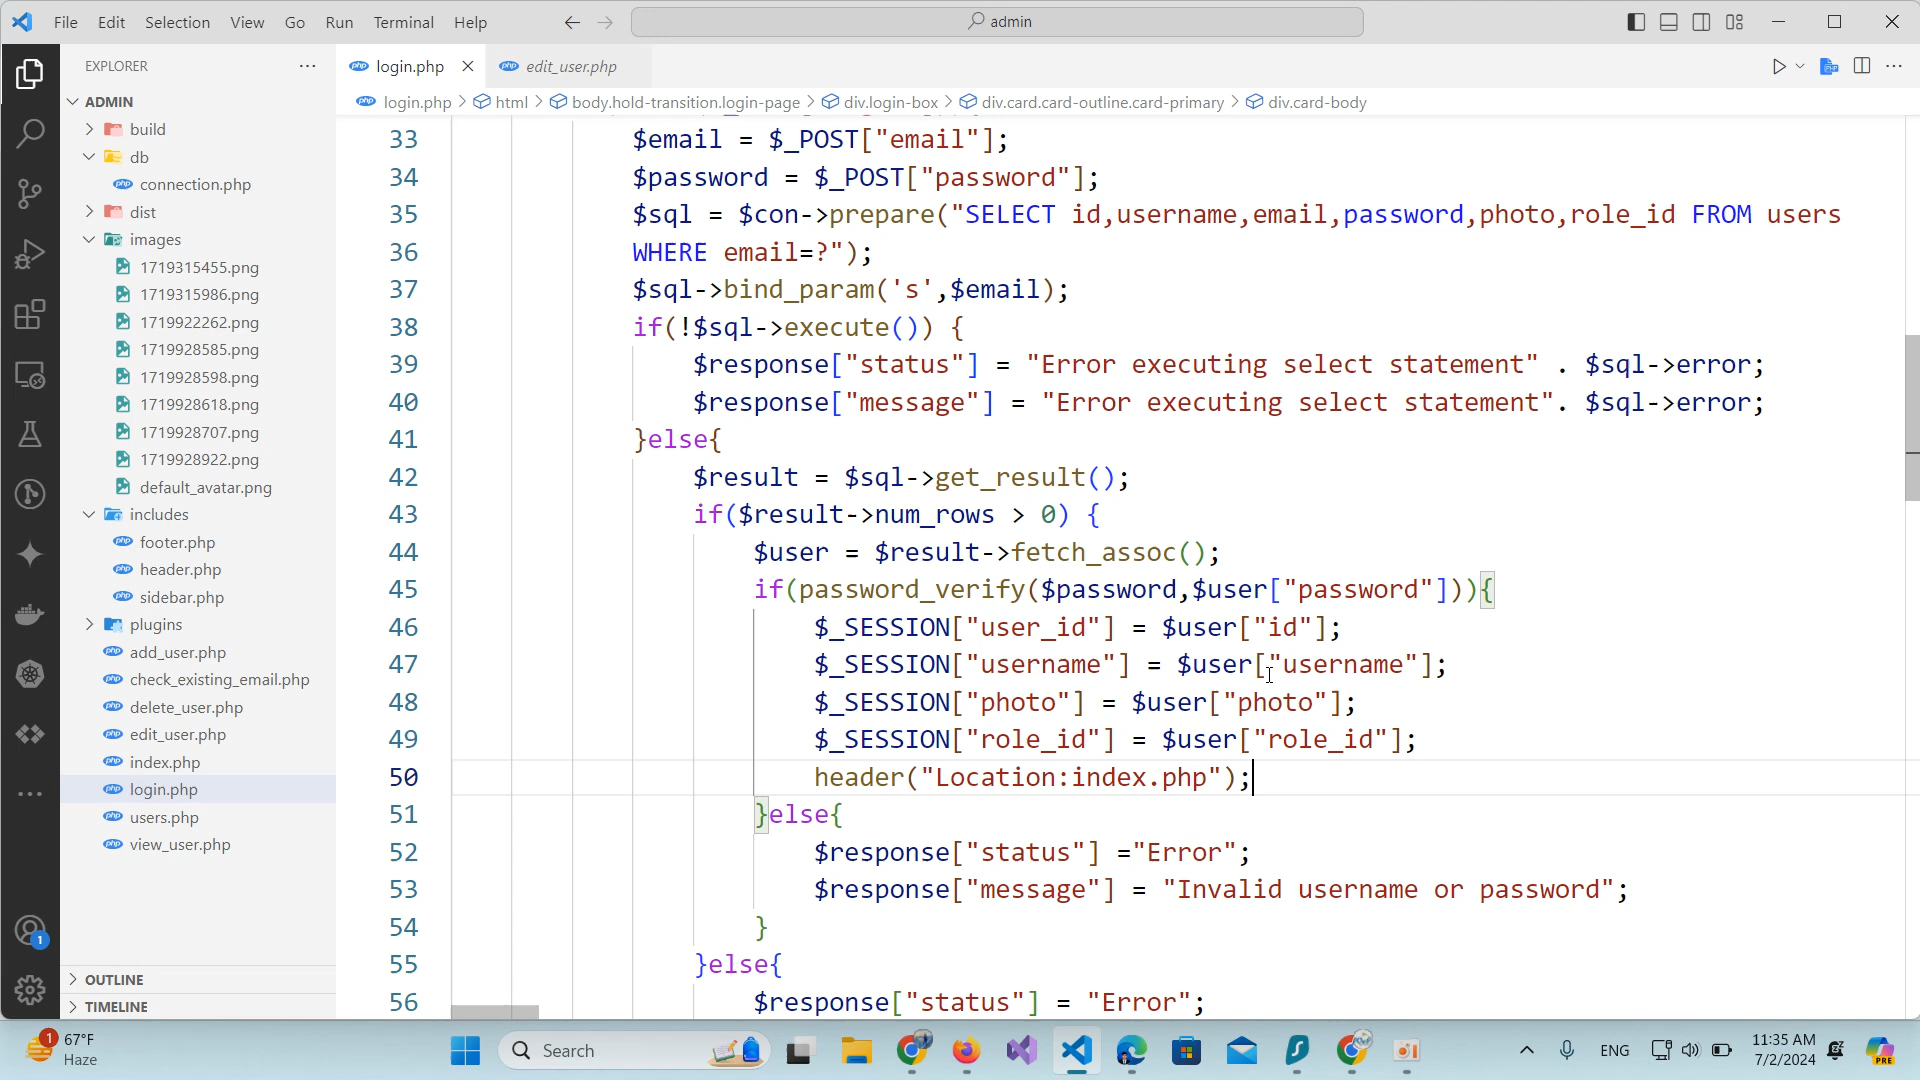 File Edit Selection View Go Run Terminal Help
admin
EXPLORER
login.php
edit_user.php
ADMIN
login.php html body.hold-transition.login-page div.login-box div.card.card-outline.card-primary div.card-body
build
db
connection.php
dist
images
1719315455.png
1719315986.png
1719922262.png
1719928585.png
1719928598.png
1719928618.png
1719928707.png
1719928922.png
default_avatar.png
includes
footer.php
header.php
sidebar.php
plugins
add_user.php
check_existing_email.php
delete_user.php
edit_user.php
index.php
login.php
users.php
view_user.php
OUTLINE
TIMELINE
1
33 $email = $_POST["email"];
34 $password = $_POST["password"];
35 $sql = $con->prepare("SELECT id,username,email,password,photo,role_id FROM users
36 WHERE email=?");
37 $sql->bind_param('s',$email);
38 if(!$sql->execute()) {
39 $response["status"] = "Error executing select statement" . $sql->error;
40 $response["message"] = "Error executing select statement". $sql->error;
41 }else{
42 $result = $sql->get_result();
43 if($result->num_rows > 0) {
44 $user = $result->fetch_assoc();
45 if(password_verify($password,$user["password"])){
46 $_SESSION["user_id"] = $user["id"];
47 $_SESSION["username"] = $user["username"];
48 $_SESSION["photo"] = $user["photo"];
49 $_SESSION["role_id"] = $user["role_id"];
50 header("Location:index.php");
51 }else{
52 $response["status"] ="Error";
53 $response["message"] = "Invalid username or password";
54 }
55 }else{
56 $response["status"] = "Error";
1
67°F
Haze
Search
ENG
11:35 AM
7/2/2024
PRE